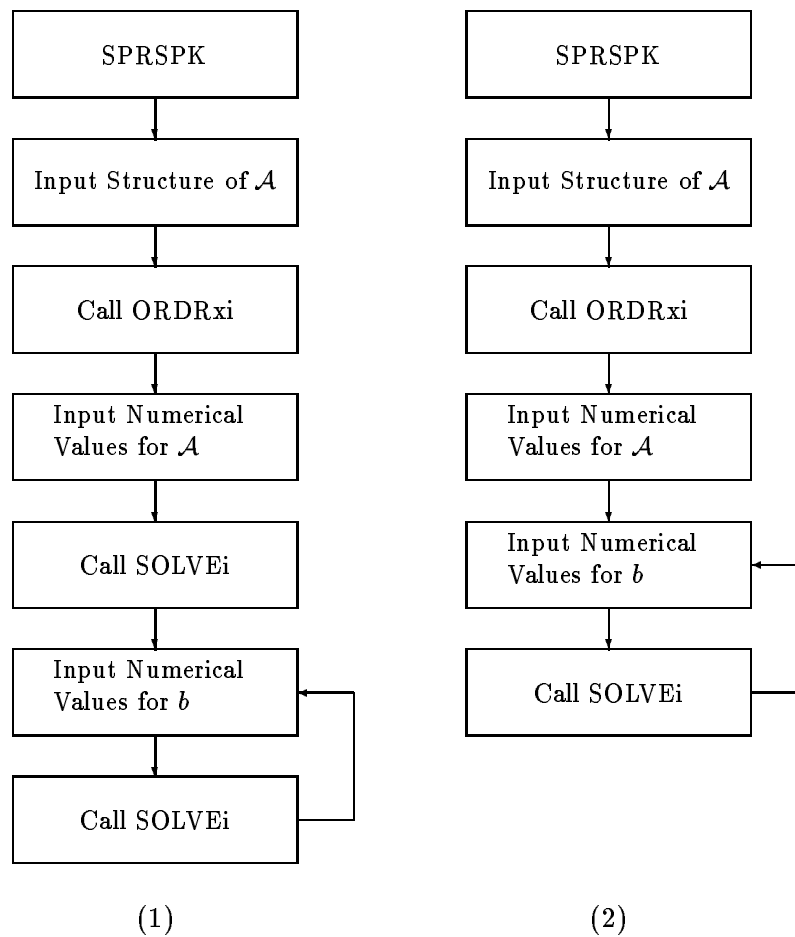 SPRSPK
Input Structure of 𝒜
Call ORDRxi
Input Numerical
Values for 𝒜
Call SOLVEi
Input Numerical
Values for b
Call SOLVEi
(1)
SPRSPK
Input Structure of 𝒜
Call ORDRxi
Input Numerical
Values for 𝒜
Input Numerical
Values for b
Call SOLVEi
(2)